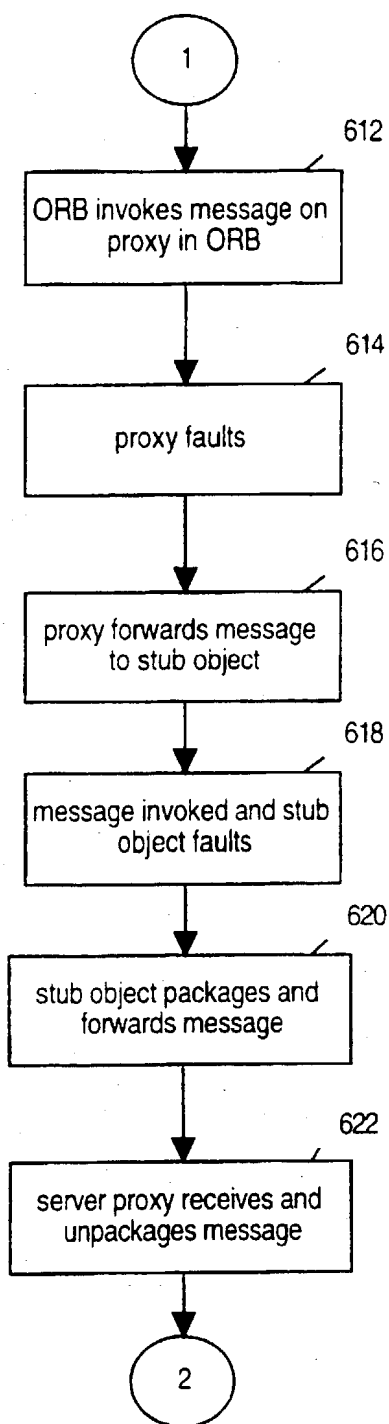 1
612
ORB invokes message on
proxy in ORB
614
proxy faults
616
proxy forwards message
to stub object
618
message invoked and stub
object faults
620
stub object packages and
forwards message
622
server proxy receives and
unpackages message
2